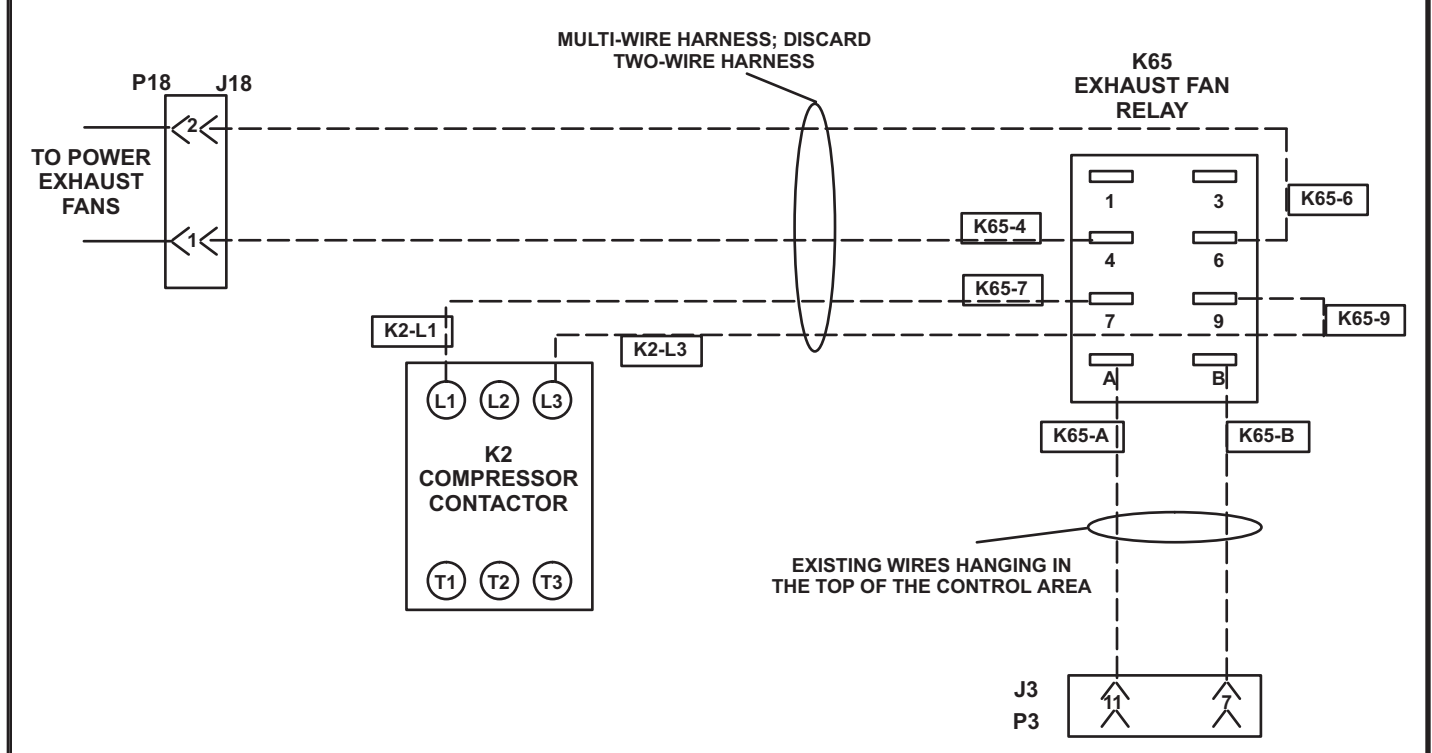 MULTI-WIRE HARNESS; DISCARD
TWO-WIRE HARNESS
K65
EXHAUST FAN
RELAY
P18 J18
2
TO POWER
EXHAUST
FANS
1
1 3
K65-6
K65-4
4 6
K65-7
7 9
K65-9
K2-L1
K2-L3
A B
L1 L2 L3
K65-A K65-B
K2
COMPRESSOR
CONTACTOR
EXISTING WIRES HANGING IN
THE TOP OF THE CONTROL AREA
T1 T2 T3
J3
11 7
P3